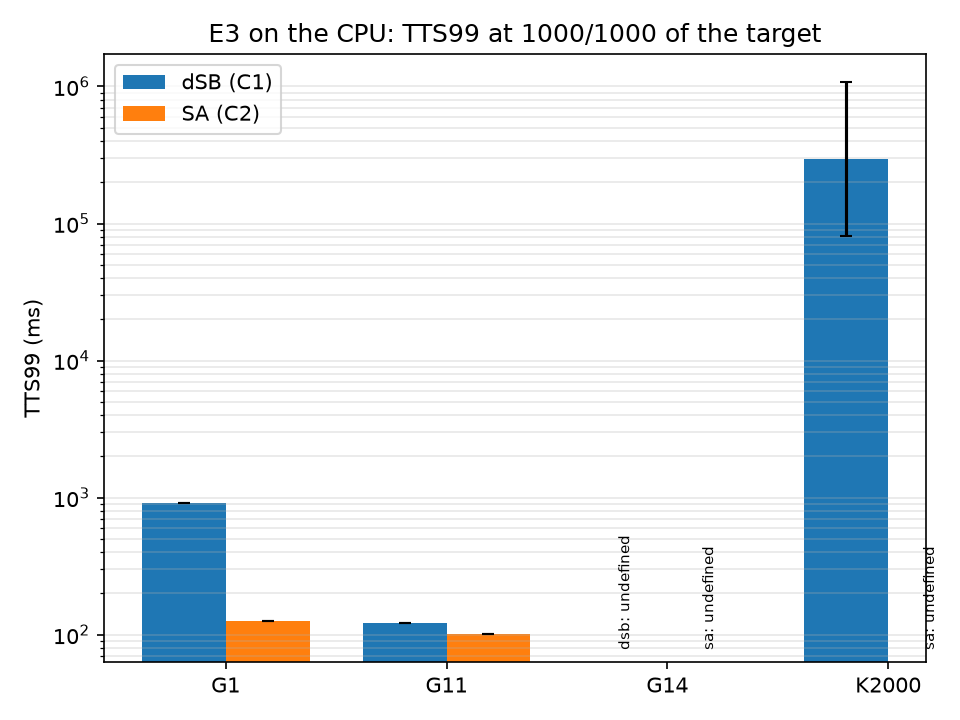 E3 on the CPU: TTS99 at 1000/1000 of the target
dSB (C1)
SA (C2)
TTS99 (ms)
10⁶
10⁵
10⁴
10³
10²
dsb: undefined
sa: undefined
sa: undefined
G1
G11
G14
K2000